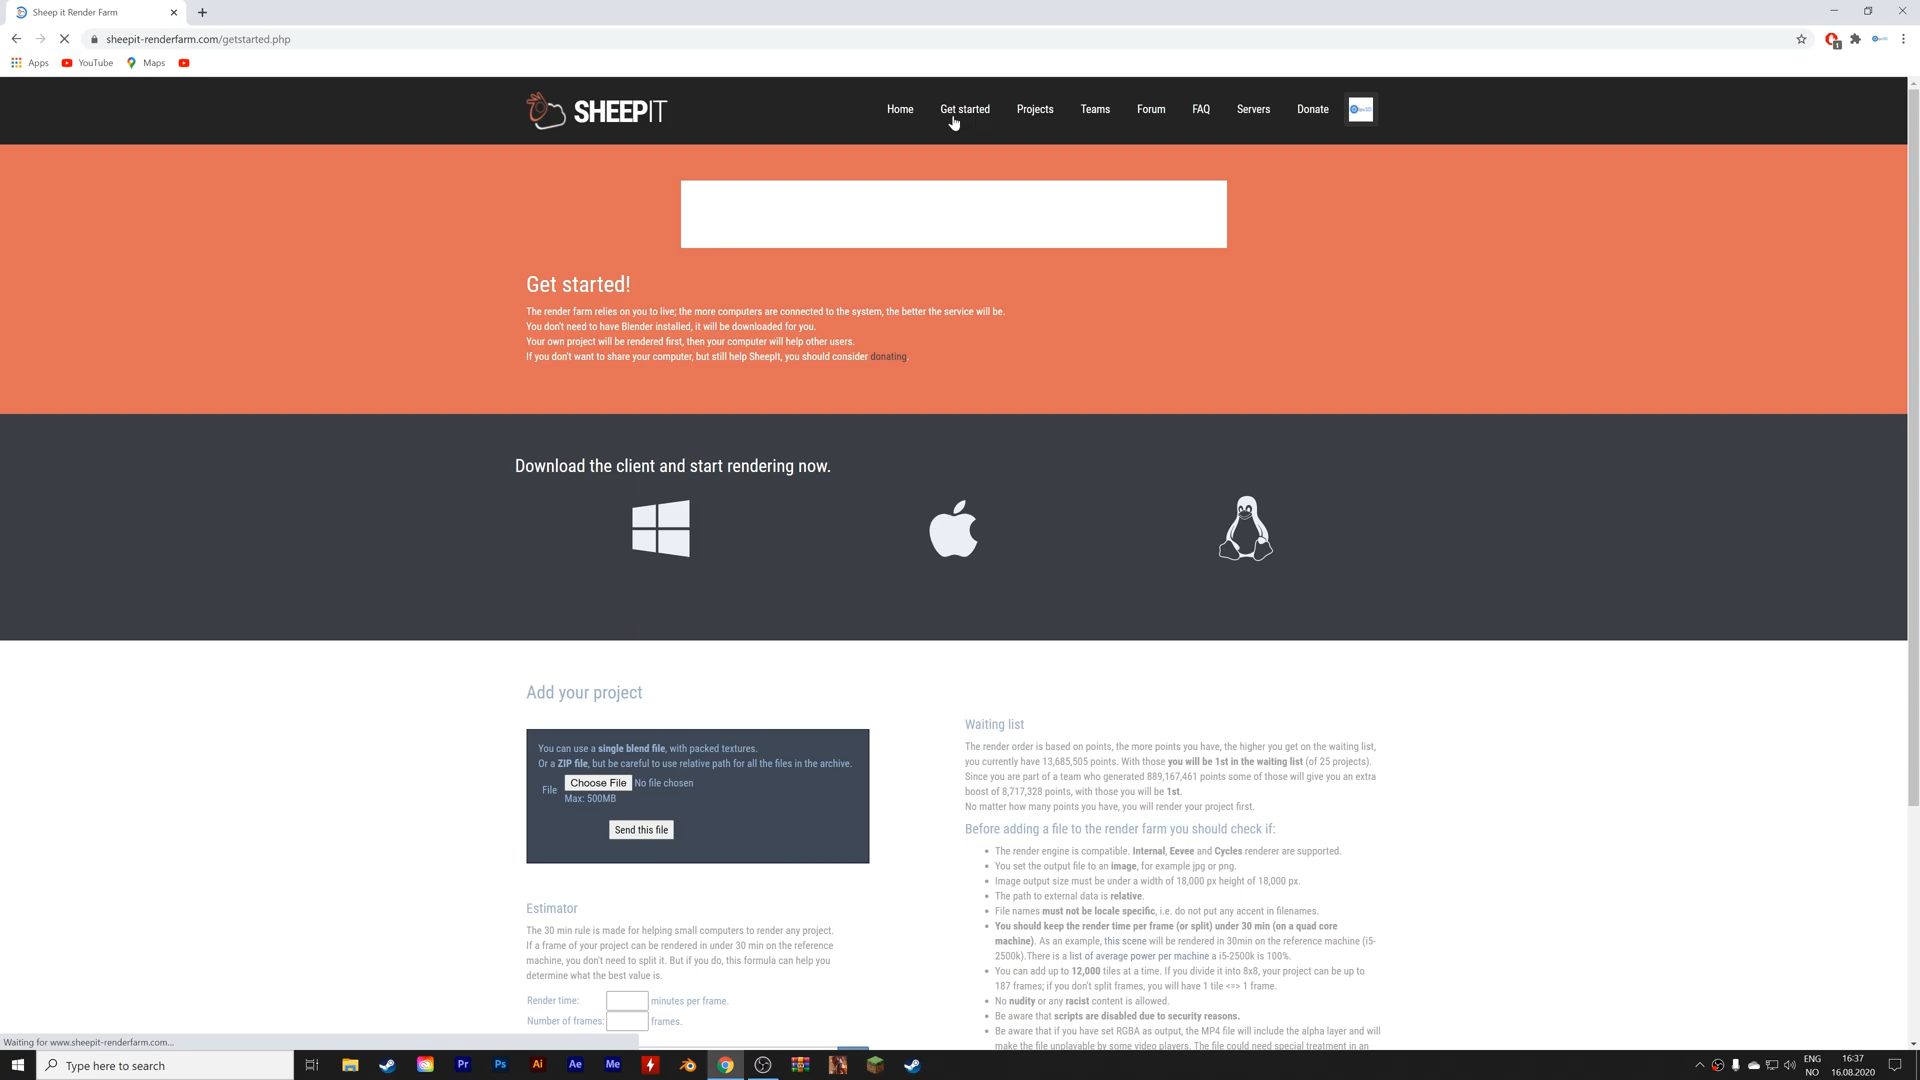 Sheep it Render Farm
sheepit-renderfarm.com/getstarted.php
Apps YouTube Maps
SHEEPIT
Home Get started Projects Teams Forum FAQ Servers Donate
Get started!
The render farm relies on you to live; the more computers are connected to the system, the better the service will be.
You don't need to have Blender installed, it will be downloaded for you.
Your own project will be rendered first, then your computer will help other users.
If you don't want to share your computer, but still help SheepIt, you should consider donating.
Download the client and start rendering now.
Add your project
You can use a single blend file, with packed textures.
Or a ZIP file, but be careful to use relative path for all the files in the archive.
File Choose File No file chosen
Max: 500MB
Send this file
Estimator
The 30 min rule is made for helping small computers to render any project.
If a frame of your project can be rendered in under 30 min on the reference
machine, you don't need to split it. But if you do, this formula can help you
determine what the best value is.
Render time: minutes per frame.
Number of frames: frames.
Waiting list
The render order is based on points, the more points you have, the higher you get on the waiting list,
you currently have 13,685,505 points. With those you will be 1st in the waiting list (of 25 projects).
Since you are part of a team who generated 889,167,461 points some of those will give you an extra
boost of 8,717,328 points, with those you will be 1st.
No matter how many points you have, you will render your project first.
Before adding a file to the render farm you should check if:
• The render engine is compatible. Internal, Eevee and Cycles renderer are supported.
• You set the output file to an image, for example jpg or png.
• Image output size must be under a width of 18,000 px height of 18,000 px.
• The path to external data is relative.
• File names must not be locale specific, i.e. do not put any accent in filenames.
• You should keep the render time per frame (or split) under 30 min (on a quad core
machine). As an example, this scene will be rendered in 30min on the reference machine (i5-
2500k).There is a list of average power per machine a i5-2500k is 100%.
• You can add up to 12,000 tiles at a time. If you divide it into 8x8, your project can be up to
187 frames; if you don't split frames, you will have 1 tile <=> 1 frame.
• No nudity or any racist content is allowed.
• Be aware that scripts are disabled due to security reasons.
• Be aware that if you have set RGBA as output, the MP4 file will include the alpha layer and will
make the file unplayable by some video players. The file could need special treatment in an
Waiting for www.sheepit-renderfarm.com...
Type here to search
Pr Ps Ai Ae Me
ENG
NO
16:37
16.08.2020